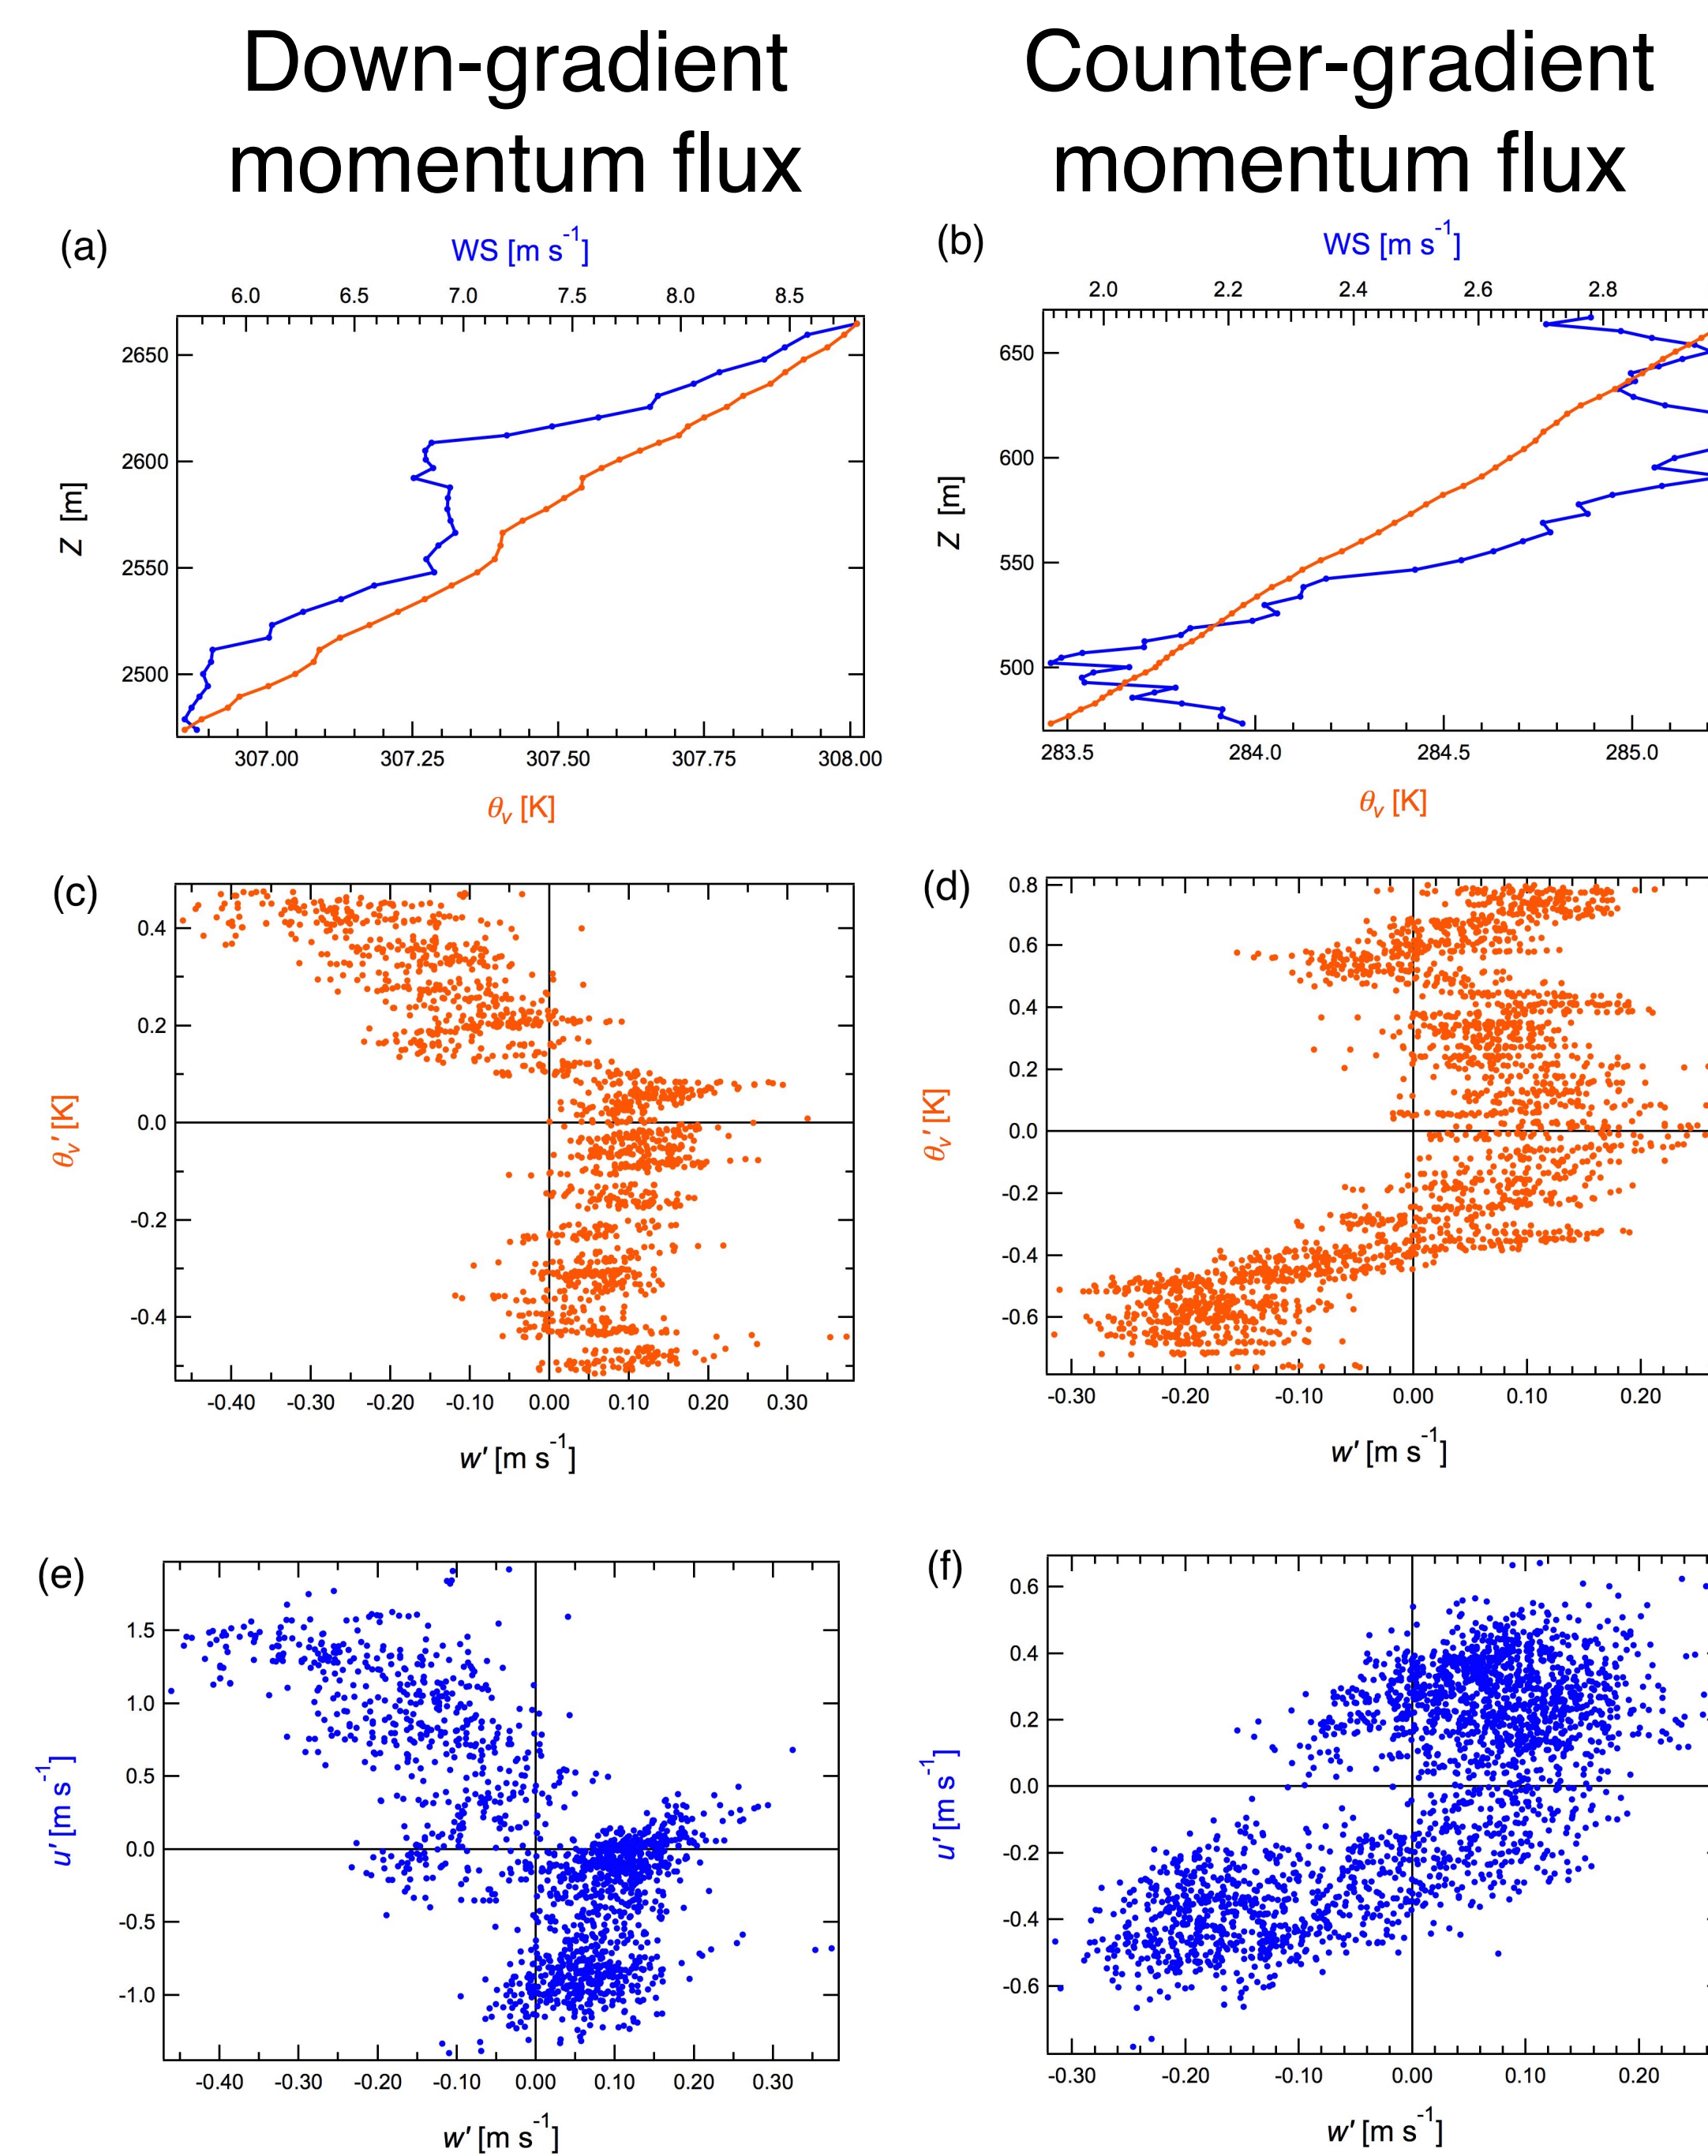 Down-gradient
momentum flux
Counter-gradient
momentum flux
(a)
WS [m s⁻¹]
6.0 6.5 7.0 7.5 8.0 8.5
2650
2600
2550
2500
Z [m]
307.00 307.25 307.50 307.75 308.00
θᵥ [K]
(b)
WS [m s⁻¹]
2.0 2.2 2.4 2.6 2.8
650
600
550
500
Z [m]
283.5 284.0 284.5 285.0
θᵥ [K]
(c)
0.4
0.2
0.0
-0.2
-0.4
θᵥ' [K]
-0.40 -0.30 -0.20 -0.10 0.00 0.10 0.20 0.30
w' [m s⁻¹]
(d)
0.8
0.6
0.4
0.2
0.0
-0.2
-0.4
-0.6
θᵥ' [K]
-0.30 -0.20 -0.10 0.00 0.10 0.20
w' [m s⁻¹]
(e)
1.5
1.0
0.5
0.0
-0.5
-1.0
u' [m s⁻¹]
-0.40 -0.30 -0.20 -0.10 0.00 0.10 0.20 0.30
w' [m s⁻¹]
(f)
0.6
0.4
0.2
0.0
-0.2
-0.4
-0.6
u' [m s⁻¹]
-0.30 -0.20 -0.10 0.00 0.10 0.20
w' [m s⁻¹]